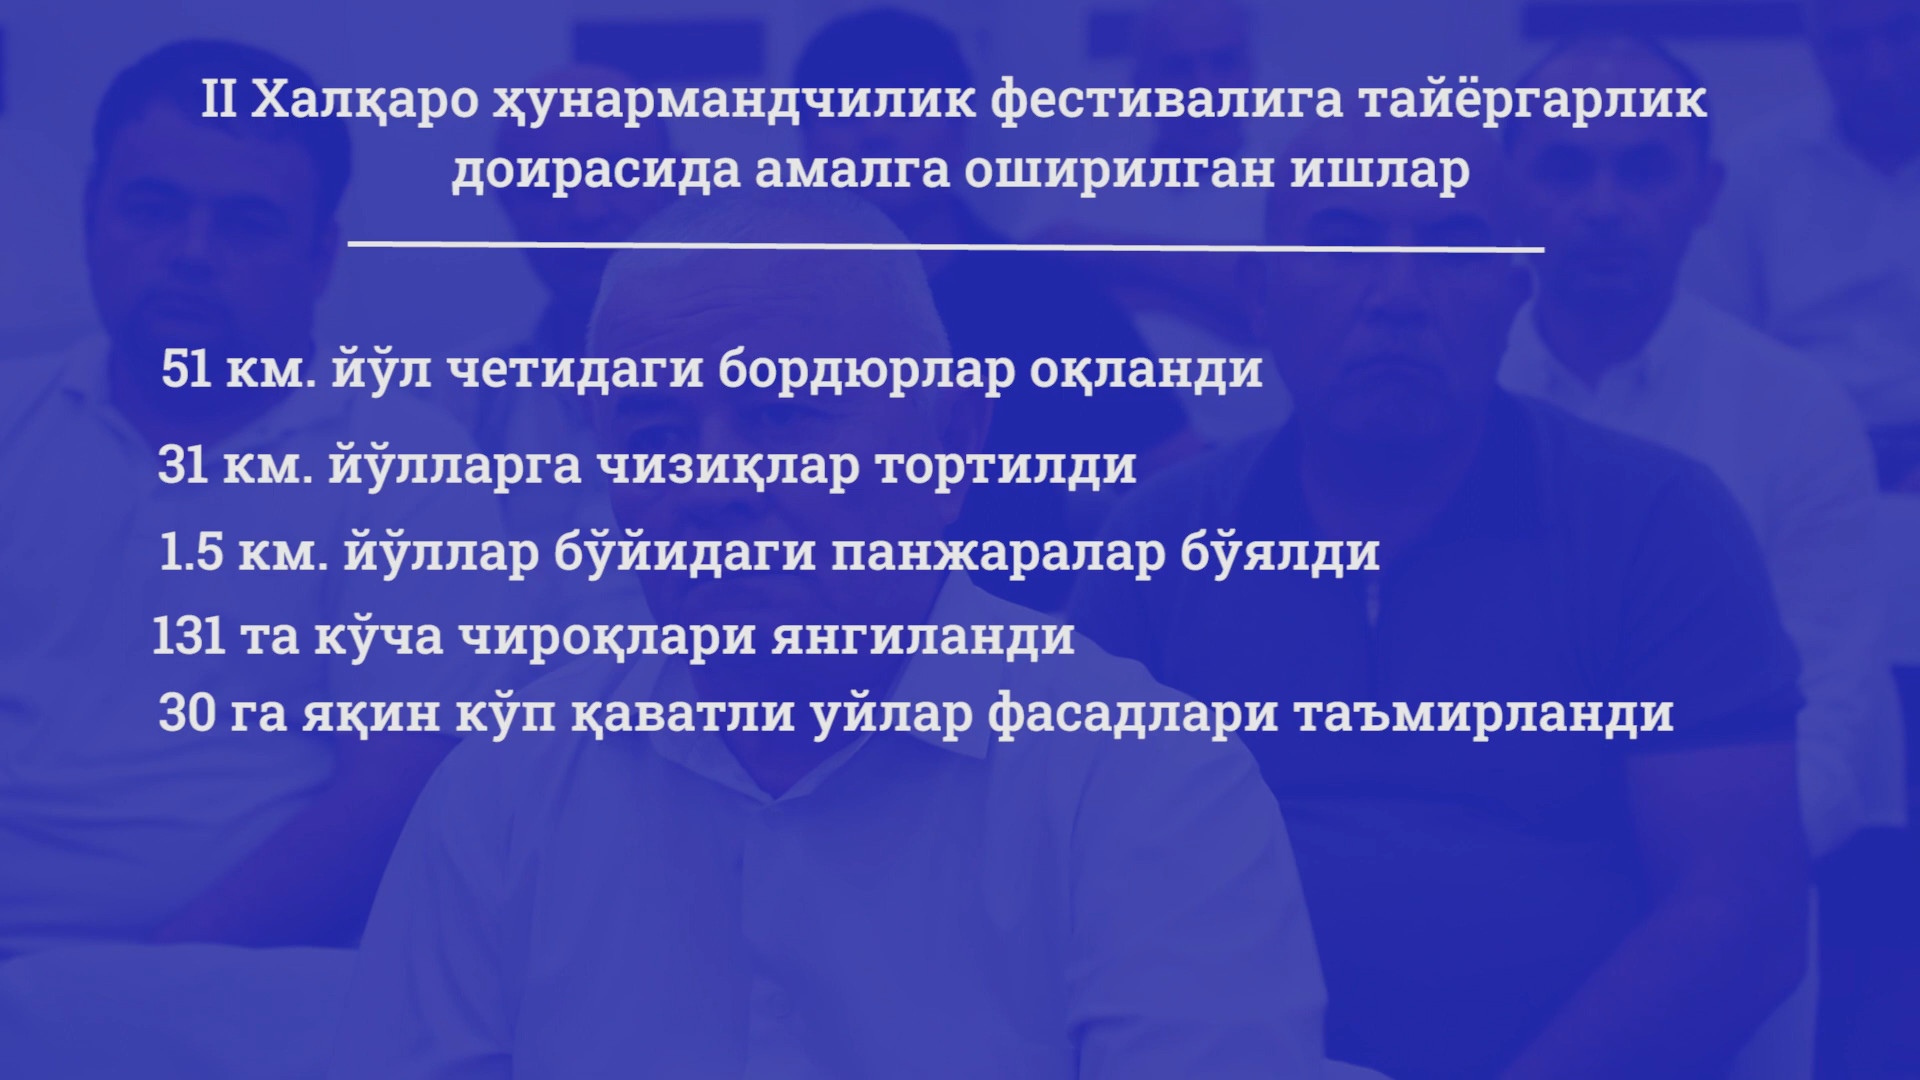 II Халқаро ҳунармандчилик фестивалига тайёргарлик
доирасида амалга оширилган ишлар
51 км. йўл четидаги бордюрлар оқланди
31 км. йўлларга чизиқлар тортилди
1.5 км. йўллар бўйидаги панжаралар бўялди
131 та кўча чироқлари янгиланди
30 га яқин кўп қаватли уйлар фасадлари таъмирланди